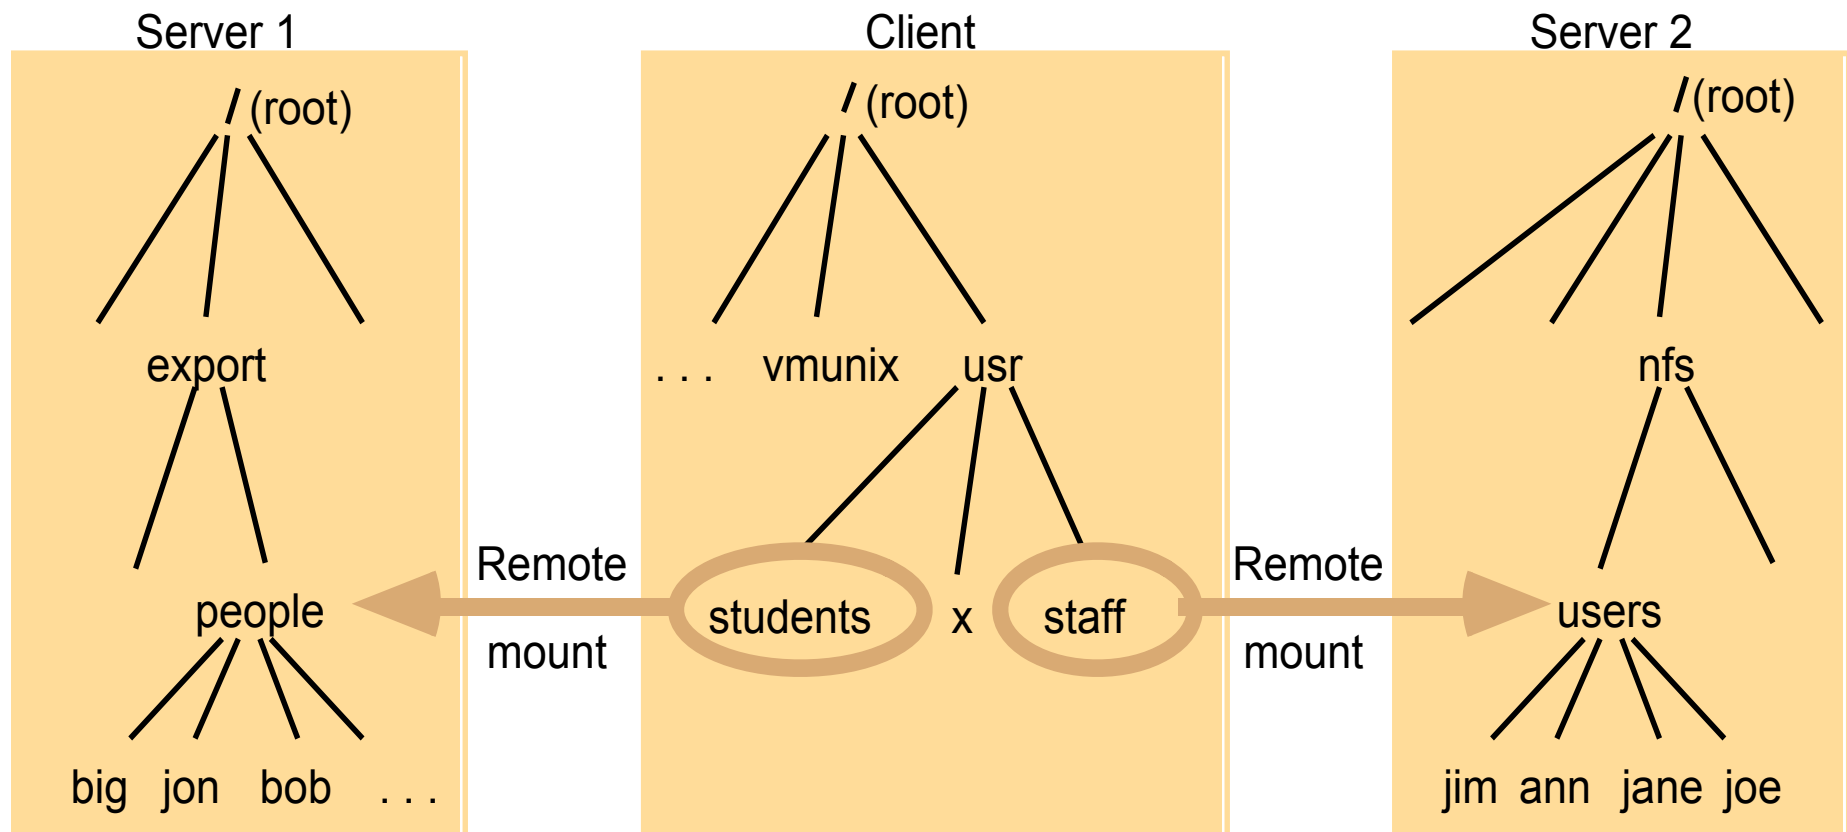 Server 1
Client
Server 2
/ (root)
/ (root)
/ (root)
export
. . . vmunix usr
nfs
Remote
mount
Remote
mount
people
students x staff
users
big jon bob . . .
jim ann jane joe